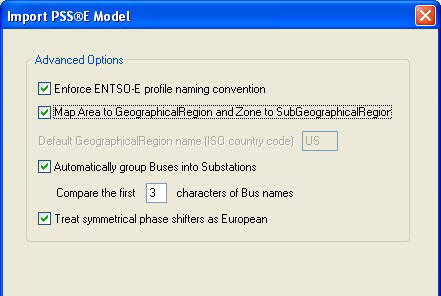 Import PSS®E Model
Advanced Options
Enforce ENTSO-E profile naming convention
Map Area to GeographicalRegion and Zone to SubGeographicalRegion
Default GeographicalRegion name (ISO country code) US
Automatically group Buses into Substations
Compare the first 3 characters of Bus names
Treat symmetrical phase shifters as European